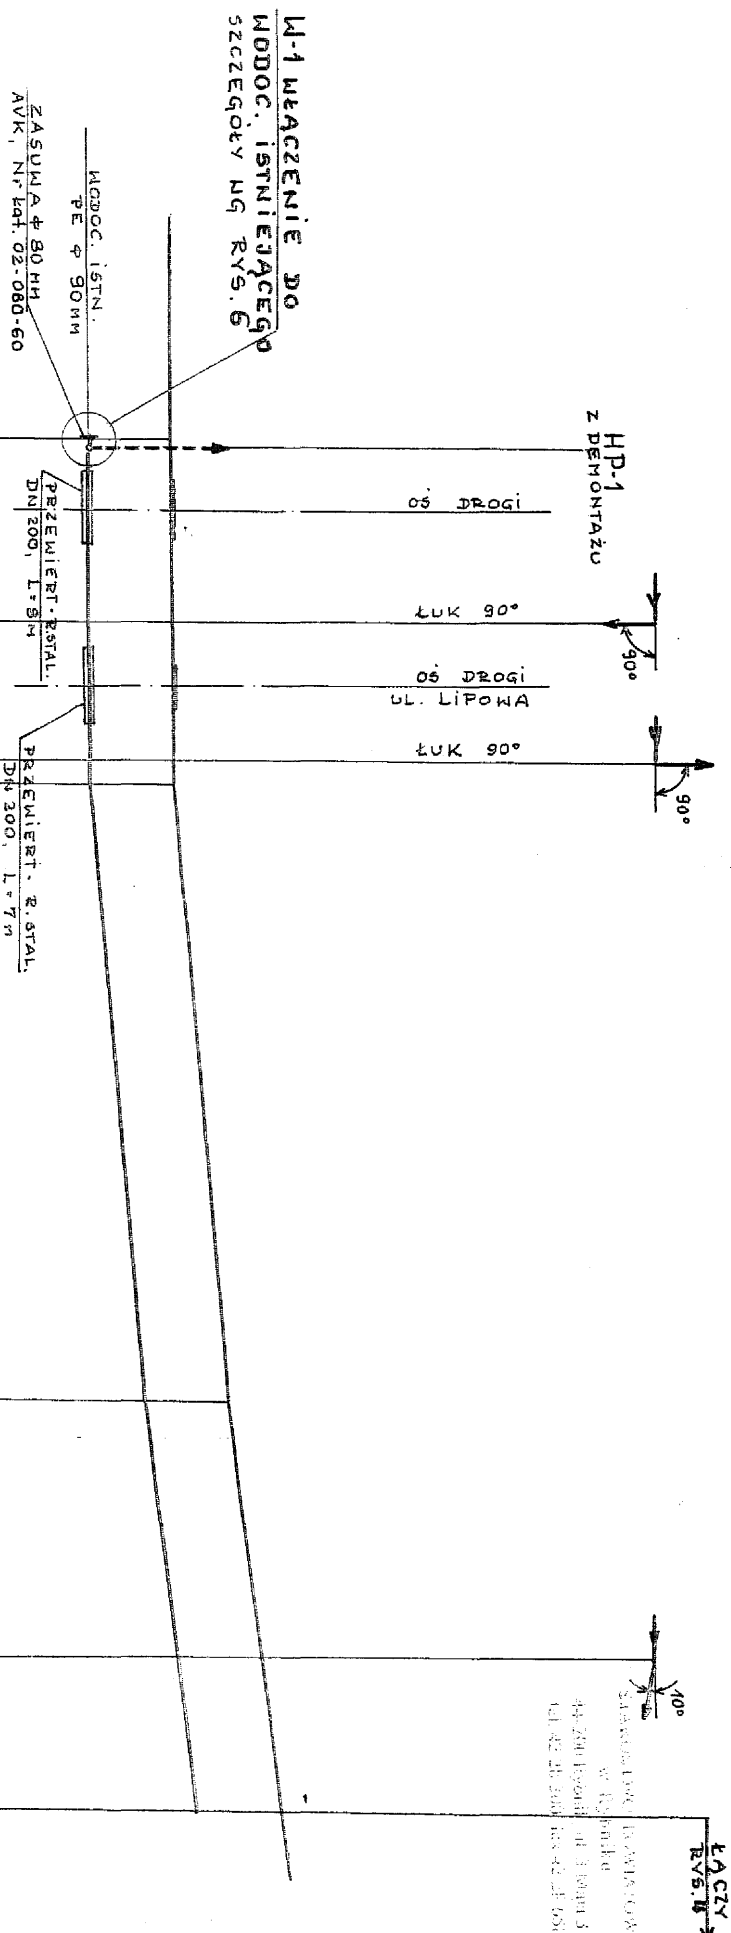 W-1 WŁĄCZENIE DO
WODOC. ISTNIEJĄCEGO
SZCZEGÓŁY WG RYS. 6
WODOC. ISTN.
PE ϕ 90MM
ZASUWA ϕ 80 MM
AVK, Nr kat. 02-080-60
HP-1
Z DEMONTAŻU
OŚ DROGI
PRZEWIERT - R.STAL.
DN 200, L=8M
ŁUK 90°
90°
OŚ DROGI
UL. LIPOWA
ŁUK 90°
90°
PRZEWIERT - R. STAL.
DN 200, L=7M
10°
ŁĄCZY
RYS.